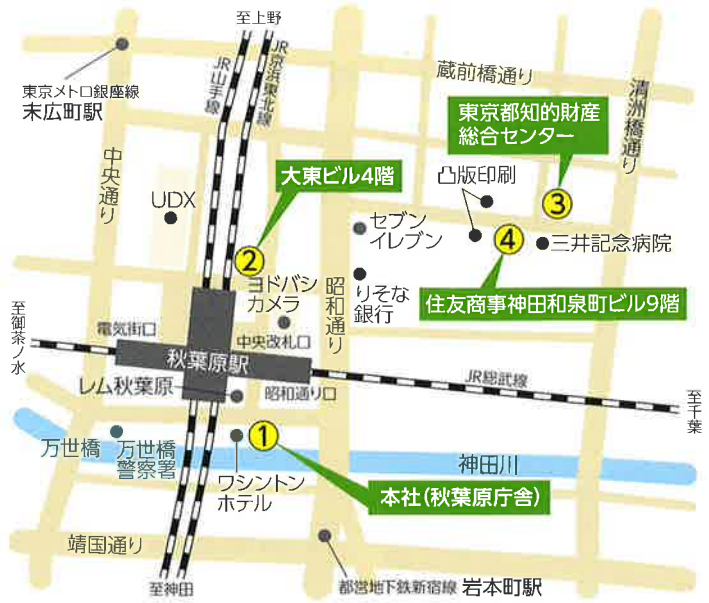 至上野
JR京浜東北線
JR山手線
蔵前橋通り
清洲橋通り
東京メトロ銀座線
末広町駅
東京都知的財産
総合センター
中央通り
大東ビル4階
凸版印刷
UDX
3
セブン
イレブン
4
三井記念病院
2
ヨドバシ
カメラ
昭和通り
りそな
銀行
住友商事神田和泉町ビル9階
至御茶ノ水
電気街口
中央改札口
秋葉原駅
レム秋葉原
昭和通り口
JR総武線
至千葉
万世橋
万世橋
警察署
1
ワシントン
ホテル
神田川
本社(秋葉原庁舎)
靖国通り
至神田
都営地下鉄新宿線 岩本町駅